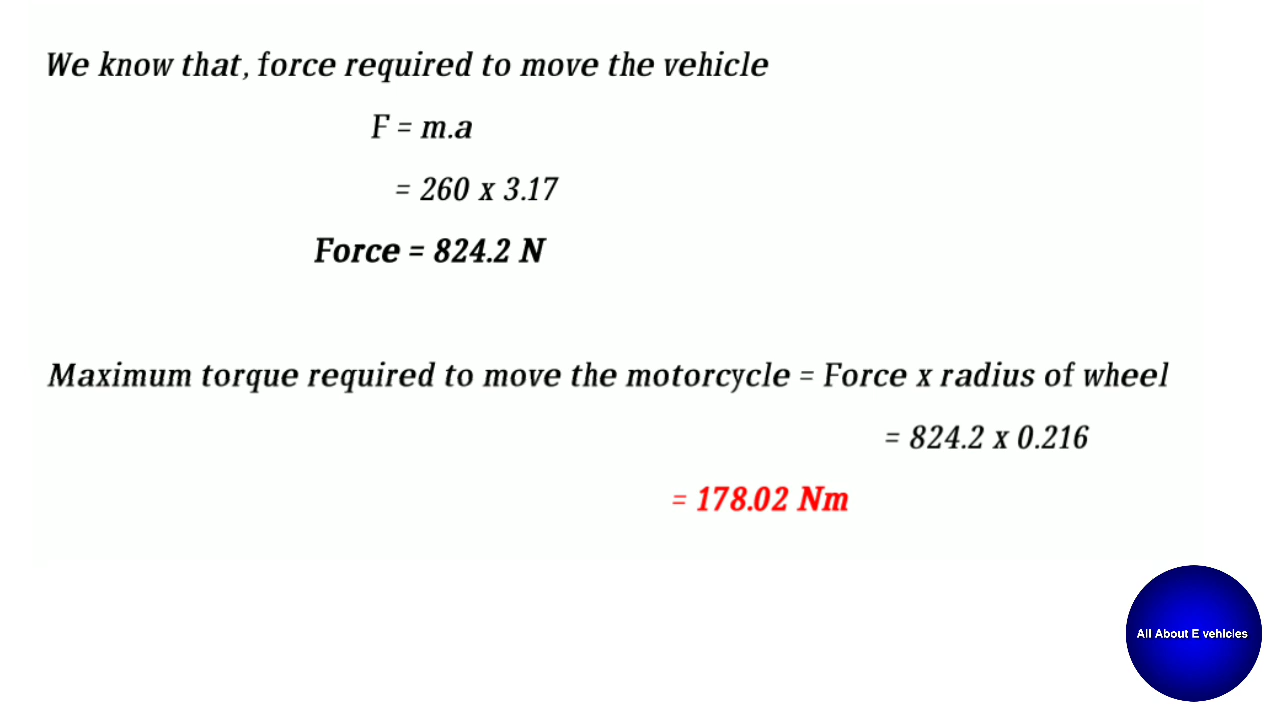 We know that, force required to move the vehicle
F = m.a
= 260 x 3.17
Force = 824.2 N
Maximum torque required to move the motorcycle = Force x radius of wheel
= 824.2 x 0.216
= 178.02 Nm
All About E vehicles